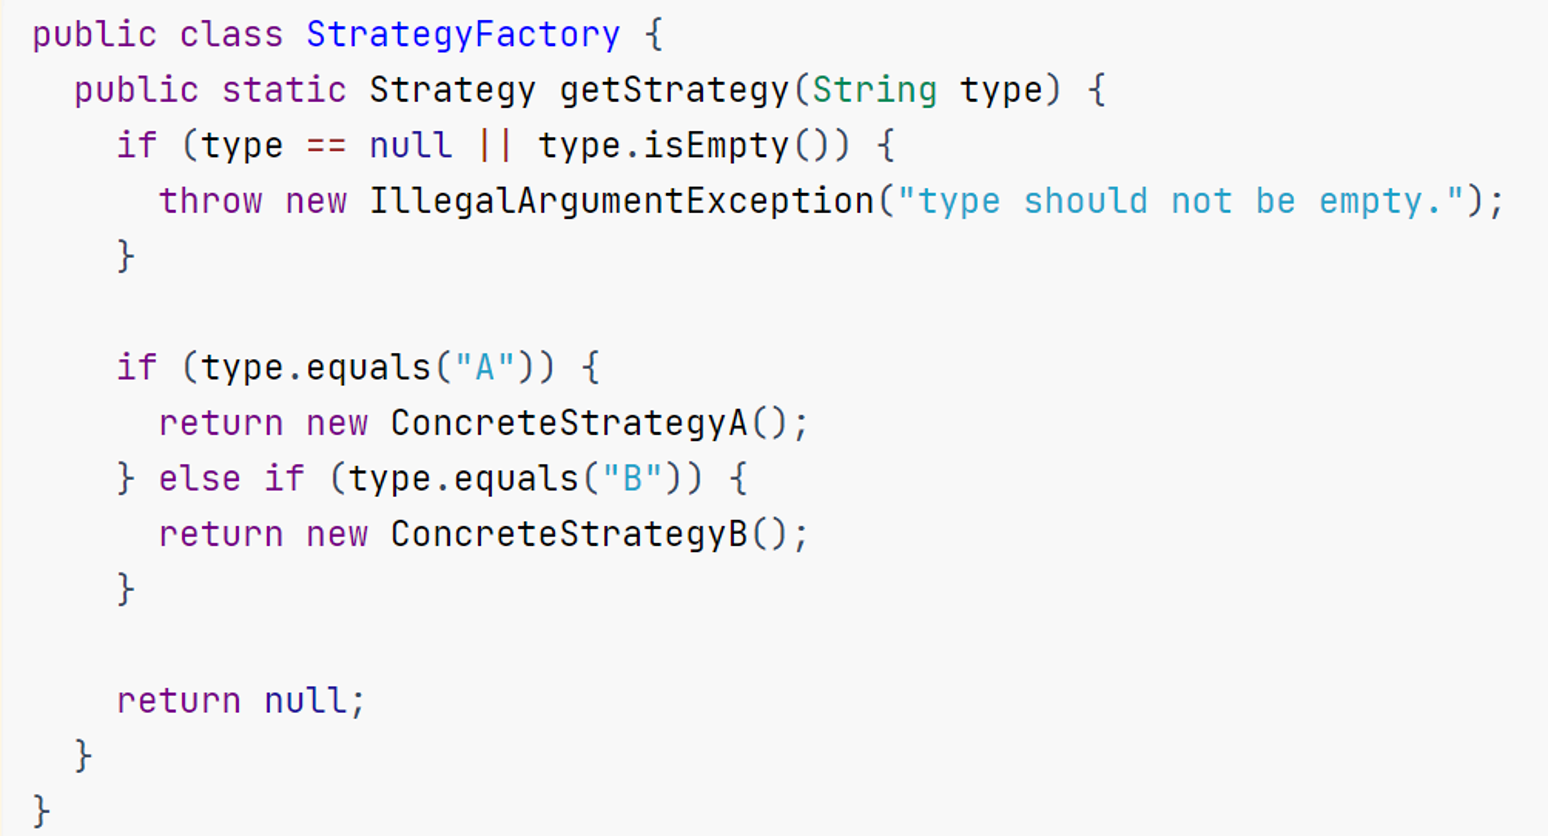 public class StrategyFactory {
  public static Strategy getStrategy(String type) {
    if (type == null || type.isEmpty()) {
      throw new IllegalArgumentException("type should not be empty.");
    }

    if (type.equals("A")) {
      return new ConcreteStrategyA();
    } else if (type.equals("B")) {
      return new ConcreteStrategyB();
    }

    return null;
  }
}